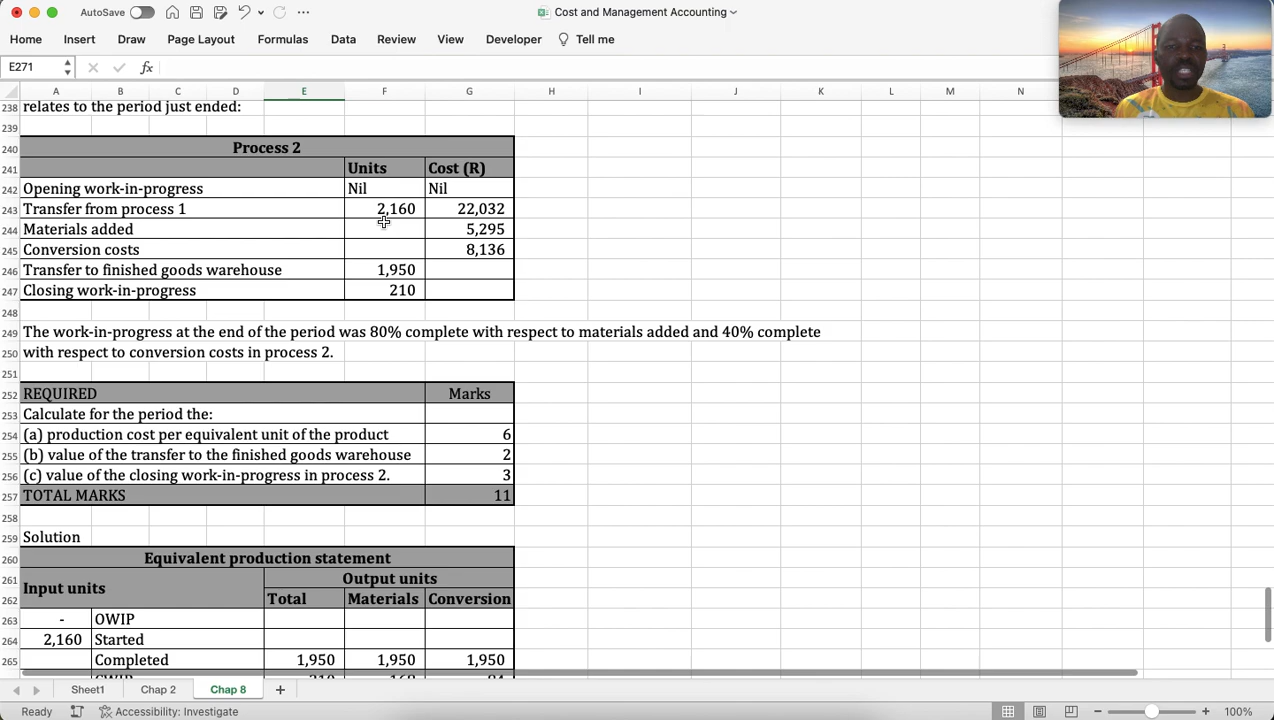 AutoSave
Cost and Management Accounting
Home Insert Draw Page Layout Formulas Data Review View Developer Tell me
E271 fx
A B C D E F G H I J K L M N
238 relates to the period just ended:
239
240 Process 2
241 Units Cost (R)
242 Opening work-in-progress Nil Nil
243 Transfer from process 1 2,160 22,032
244 Materials added 5,295
245 Conversion costs 8,136
246 Transfer to finished goods warehouse 1,950
247 Closing work-in-progress 210
248
249 The work-in-progress at the end of the period was 80% complete with respect to materials added and 40% complete
250 with respect to conversion costs in process 2.
251
252 REQUIRED Marks
253 Calculate for the period the:
254 (a) production cost per equivalent unit of the product 6
255 (b) value of the transfer to the finished goods warehouse 2
256 (c) value of the closing work-in-progress in process 2. 3
257 TOTAL MARKS 11
258
259 Solution
260 Equivalent production statement
261 Input units Output units
262 Total Materials Conversion
263 - OWIP
264 2,160 Started
265 Completed 1,950 1,950 1,950
Sheet1 Chap 2 Chap 8
Ready Accessibility: Investigate 100%